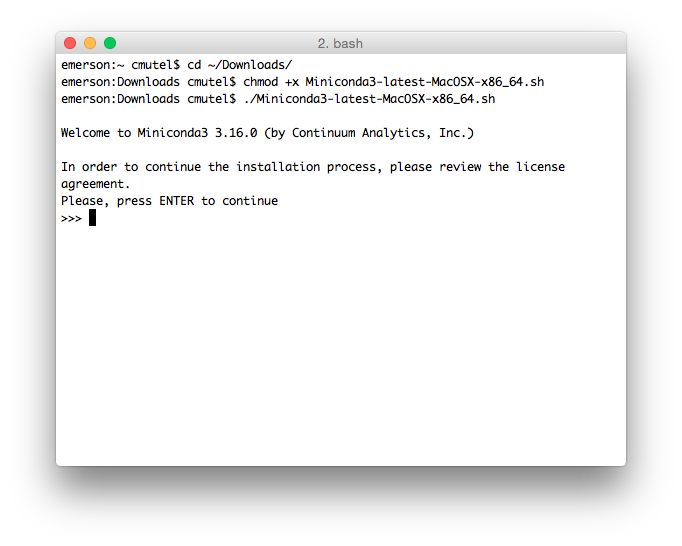 2. bash
emerson:~ cmutel$ cd ~/Downloads/
emerson:Downloads cmutel$ chmod +x Miniconda3-latest-MacOSX-x86_64.sh
emerson:Downloads cmutel$ ./Miniconda3-latest-MacOSX-x86_64.sh
Welcome to Miniconda3 3.16.0 (by Continuum Analytics, Inc.)
In order to continue the installation process, please review the license
agreement.
Please, press ENTER to continue
>>>